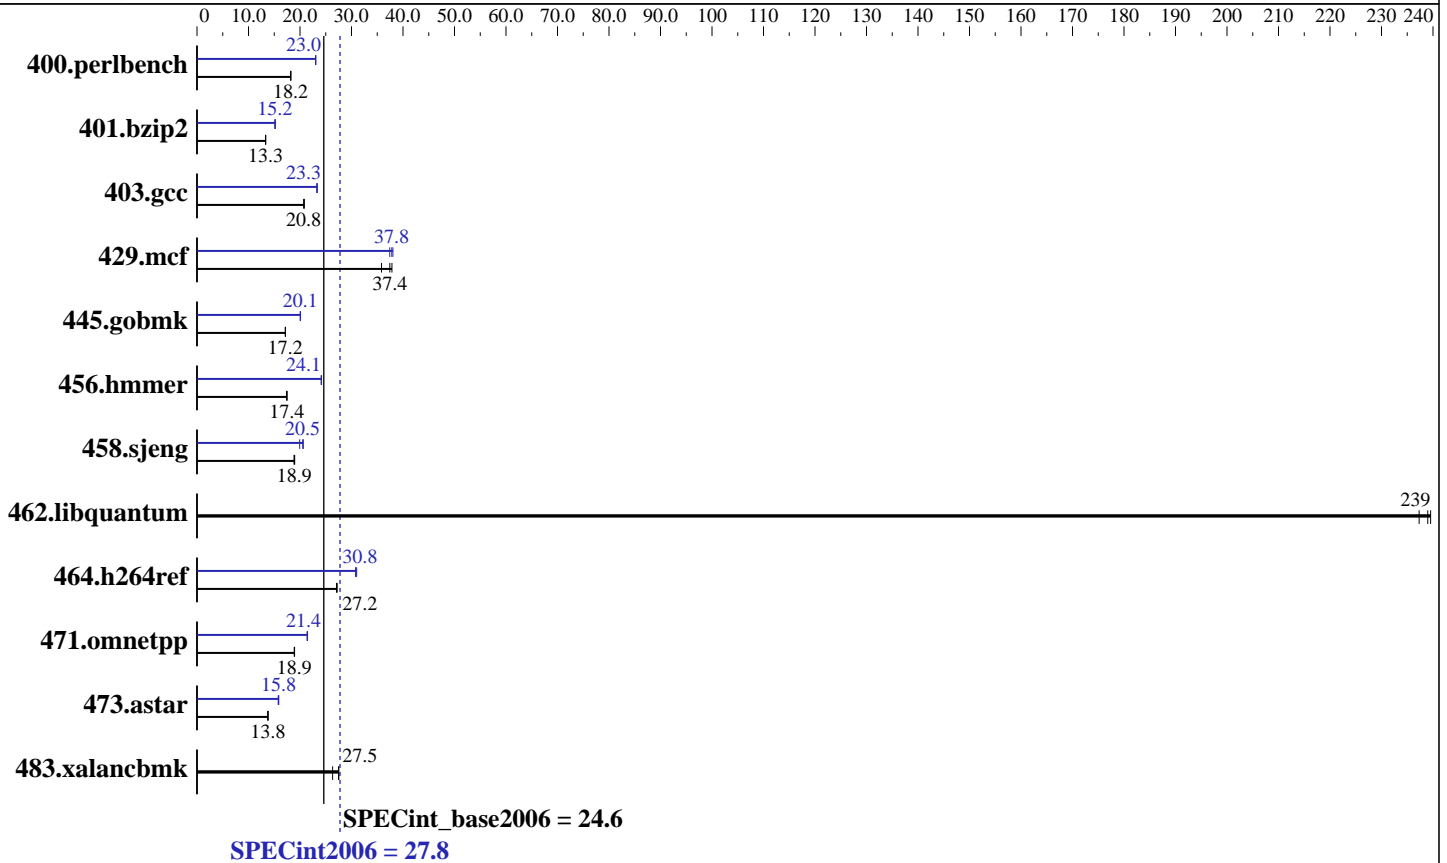 0 10.0 20.0 30.0 40.0 50.0 60.0 70.0 80.0 90.0 100 110 120 130 140 150 160 170 180 190 200 210 220 230 240
23.0
400.perlbench
18.2
15.2
401.bzip2
13.3
23.3
403.gcc
20.8
37.8
429.mcf
37.4
20.1
445.gobmk
17.2
24.1
456.hmmer
17.4
20.5
458.sjeng
18.9
239
462.libquantum
30.8
464.h264ref
27.2
21.4
471.omnetpp
18.9
15.8
473.astar
13.8
27.5
483.xalancbmk
SPECint_base2006 = 24.6
SPECint2006 = 27.8